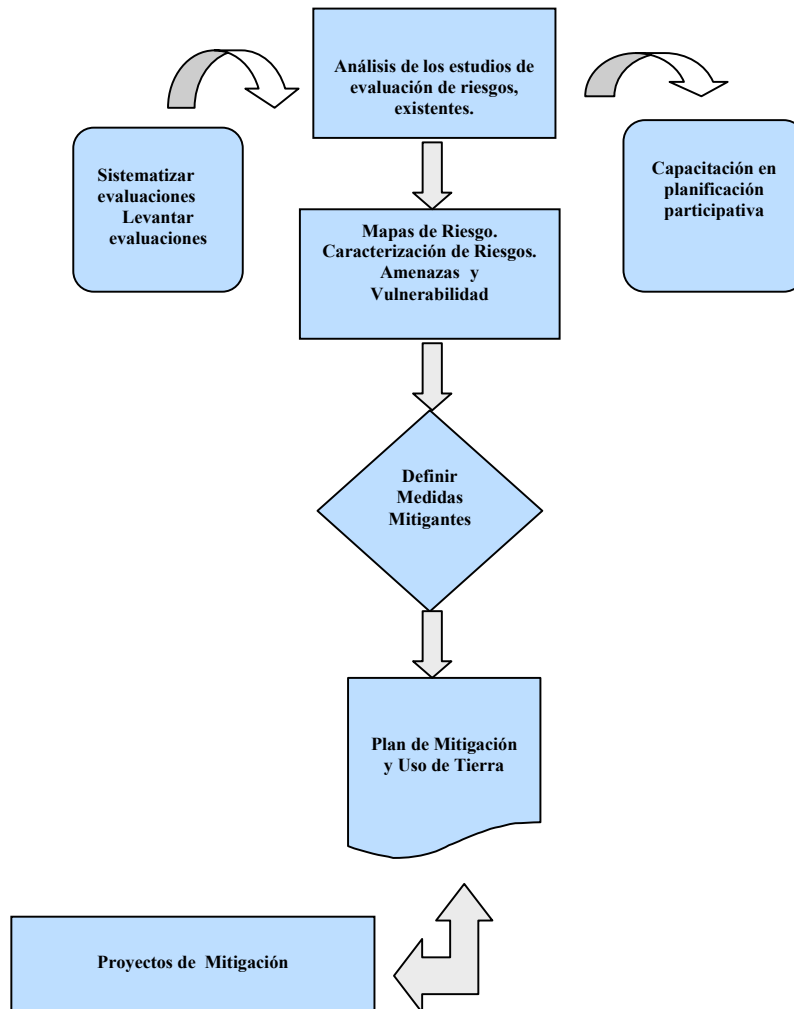 Análisis de los estudios de
evaluación de riesgos,
existentes.
Sistematizar
evaluaciones
Levantar
evaluaciones
Capacitación en
planificación
participativa
Mapas de Riesgo.
Caracterización de Riesgos.
Amenazas y
Vulnerabilidad
Definir
Medidas
Mitigantes
Plan de Mitigación
y Uso de Tierra
Proyectos de Mitigación